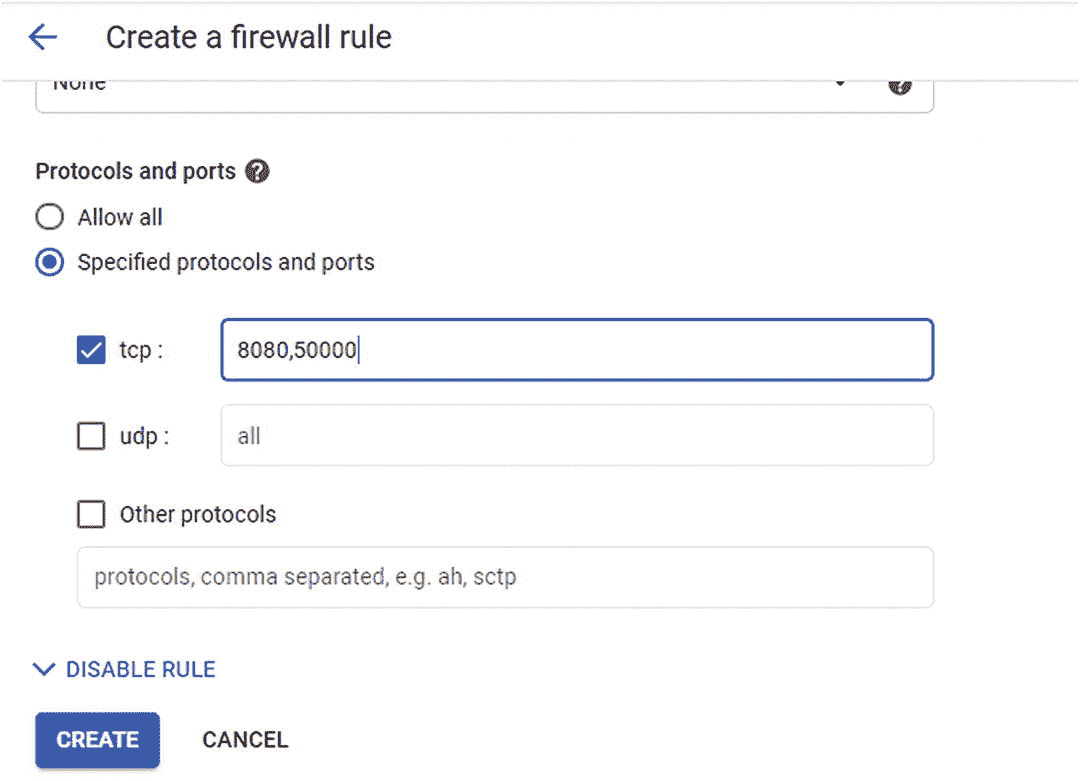 Create a firewall rule
None
Protocols and ports
Allow all
Specified protocols and ports
tcp : 8080,50000
udp : all
Other protocols
protocols, comma separated, e.g. ah, sctp
DISABLE RULE
CREATE CANCEL